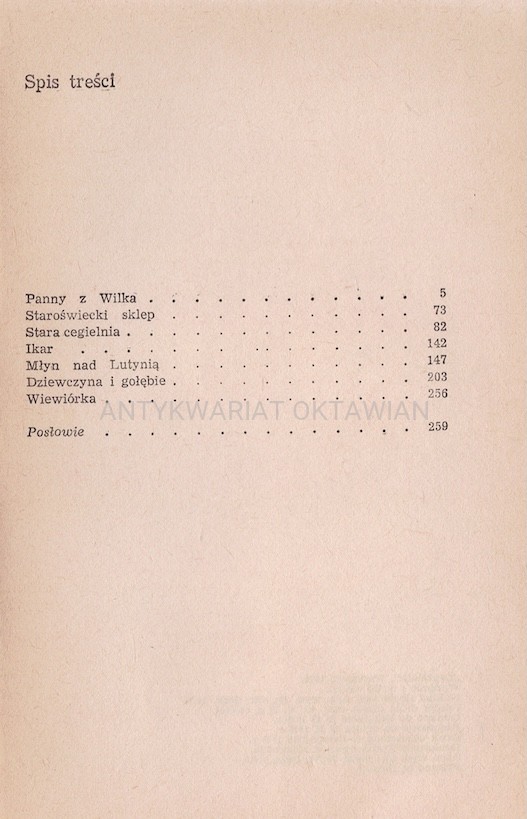 Spis treści
Panny z Wilka . . . . . . . . . . . . 5
Staroświecki sklep . . . . . . . . . . . 73
Stara cegielnia . . . . . . . . . . . . . 82
Ikar . . . . . . . . . . . . . . . 142
Młyn nad Lutynią . . . . . . . . . . . 147
Dziewczyna i gołębie . . . . . . . . . . . 203
Wiewiórka . . . . . . . . . . . . . . 256
ANTYKWARIAT OKTAWIAN
Posłowie . . . . . . . . . . . . . . 259